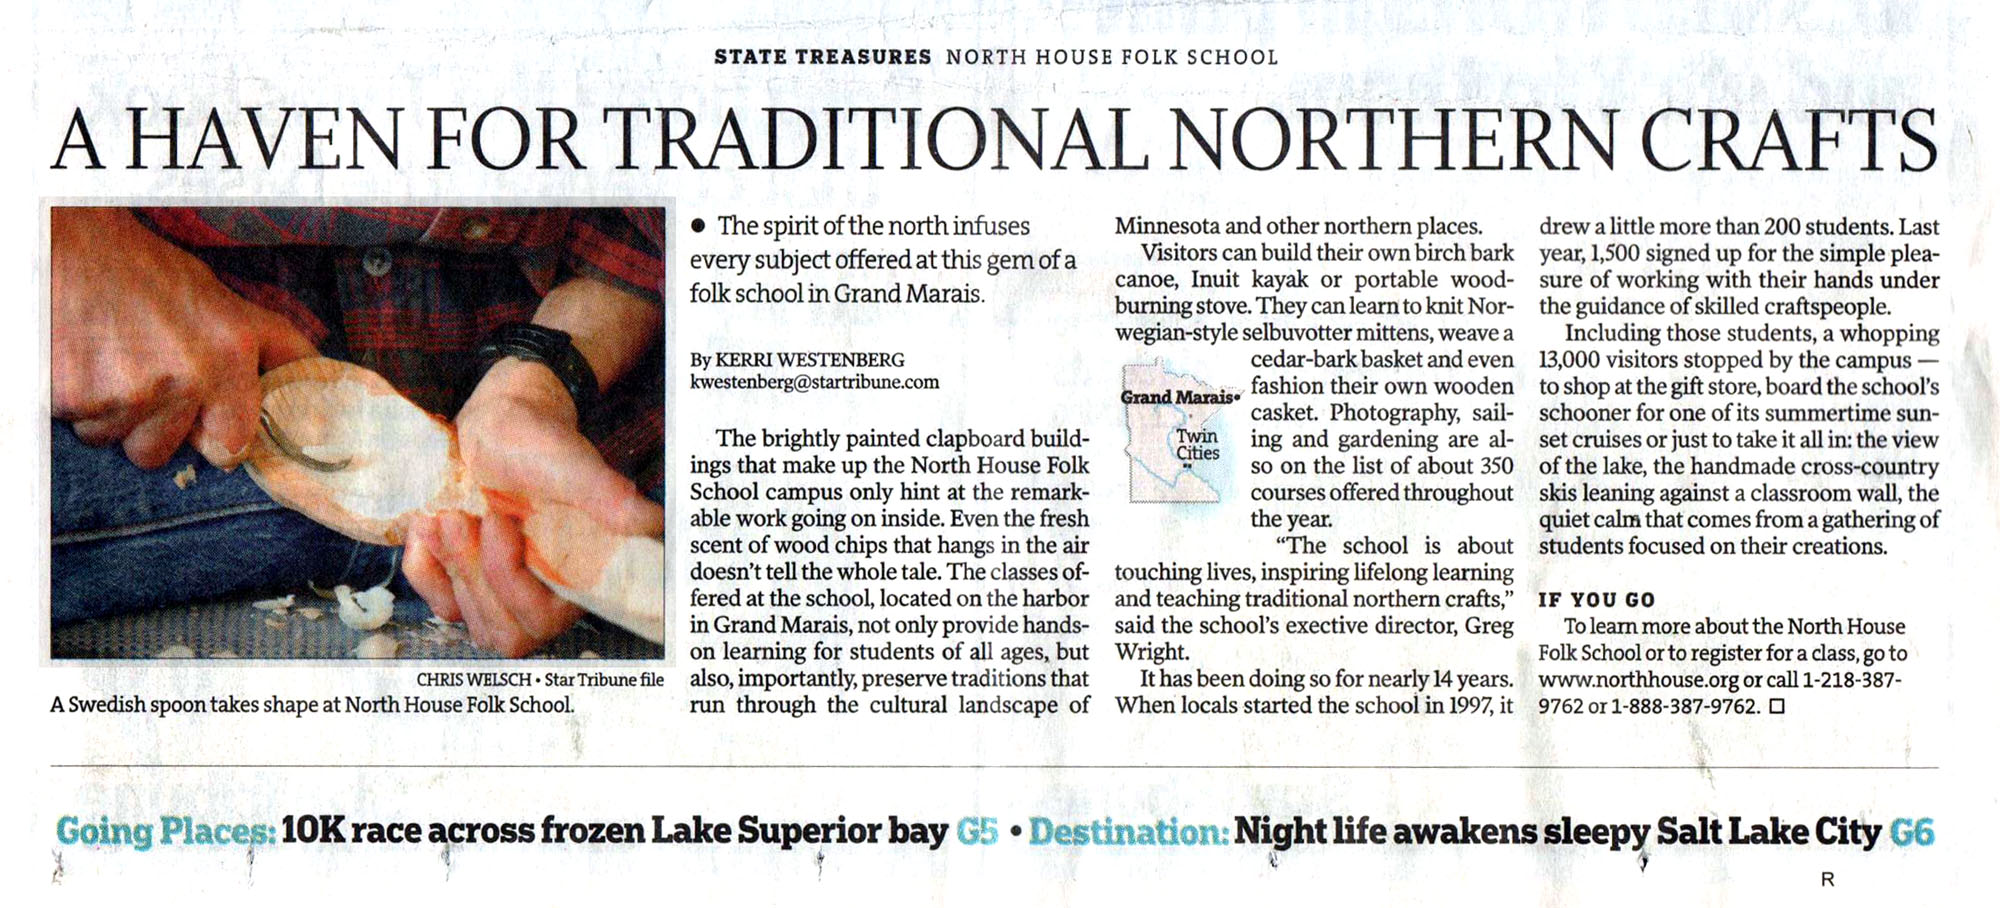 STATE TREASURES NORTH HOUSE FOLK SCHOOL
A HAVEN FOR TRADITIONAL NORTHERN CRAFTS
CHRIS WELSCH • Star Tribune file
A Swedish spoon takes shape at North House Folk School.
• The spirit of the north infuses
every subject offered at this gem of a
folk school in Grand Marais.
By KERRI WESTENBERG
kwestenberg@startribune.com
The brightly painted clapboard build-
ings that make up the North House Folk
School campus only hint at the remark-
able work going on inside. Even the fresh
scent of wood chips that hangs in the air
doesn't tell the whole tale. The classes of-
fered at the school, located on the harbor
in Grand Marais, not only provide hands-
on learning for students of all ages, but
also, importantly, preserve traditions that
run through the cultural landscape of
Minnesota and other northern places.
Visitors can build their own birch bark
canoe, Inuit kayak or portable wood-
burning stove. They can learn to knit Nor-
wegian-style selbuvotter mittens, weave a
cedar-bark basket and even
fashion their own wooden
casket. Photography, sail-
ing and gardening are al-
so on the list of about 350
courses offered throughout
the year.
Grand Marais
Twin
Cities
“The school is about
touching lives, inspiring lifelong learning
and teaching traditional northern crafts,”
said the school's exective director, Greg
Wright.
It has been doing so for nearly 14 years.
When locals started the school in 1997, it
drew a little more than 200 students. Last
year, 1,500 signed up for the simple plea-
sure of working with their hands under
the guidance of skilled craftspeople.
Including those students, a whopping
13,000 visitors stopped by the campus —
to shop at the gift store, board the school's
schooner for one of its summertime sun-
set cruises or just to take it all in: the view
of the lake, the handmade cross-country
skis leaning against a classroom wall, the
quiet calm that comes from a gathering of
students focused on their creations.
IF YOU GO
To learn more about the North House
Folk School or to register for a class, go to
www.northhouse.org or call 1-218-387-
9762 or 1-888-387-9762. □
Going Places: 10K race across frozen Lake Superior bay G5 • Destination: Night life awakens sleepy Salt Lake City G6
R